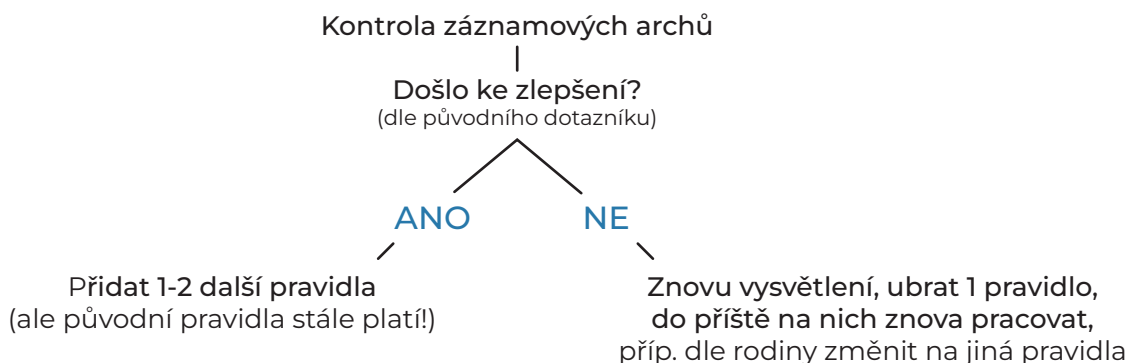 Kontrola záznamových archů
Došlo ke zlepšení?
(dle původního dotazníku)
ANO
NE
Přidat 1-2 další pravidla
(ale původní pravidla stále platí!)
Znovu vysvětlení, ubrat 1 pravidlo,
do příště na nich znova pracovat,
příp. dle rodiny změnit na jiná pravidla